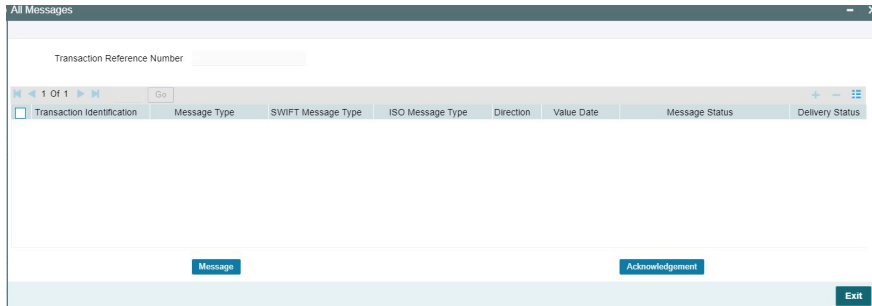 All Messages
Transaction Reference Number
1 Of 1 Go
Transaction Identification Message Type SWIFT Message Type ISO Message Type Direction Value Date Message Status Delivery Status
Message Acknowledgement
Exit